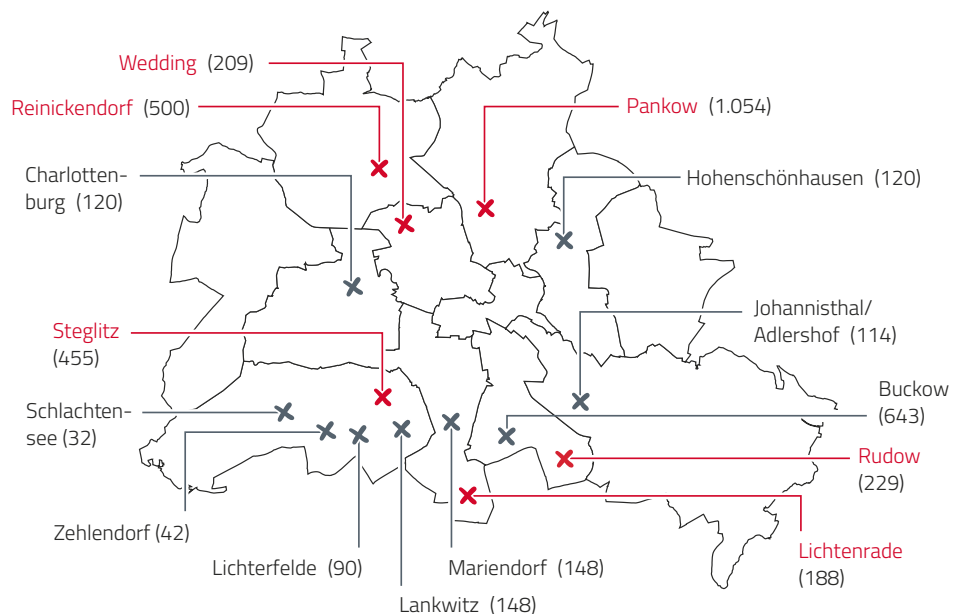 Wedding (209)
Reinickendorf (500)
Pankow (1.054)
Charlotten-
burg (120)
Hohenschönhausen (120)
Steglitz
(455)
Johannisthal/
Adlershof (114)
Schlachten-
see (32)
Buckow
(643)
Rudow
(229)
Zehlendorf (42)
Lichterfelde (90)
Mariendorf (148)
Lichtenrade
(188)
Lankwitz (148)